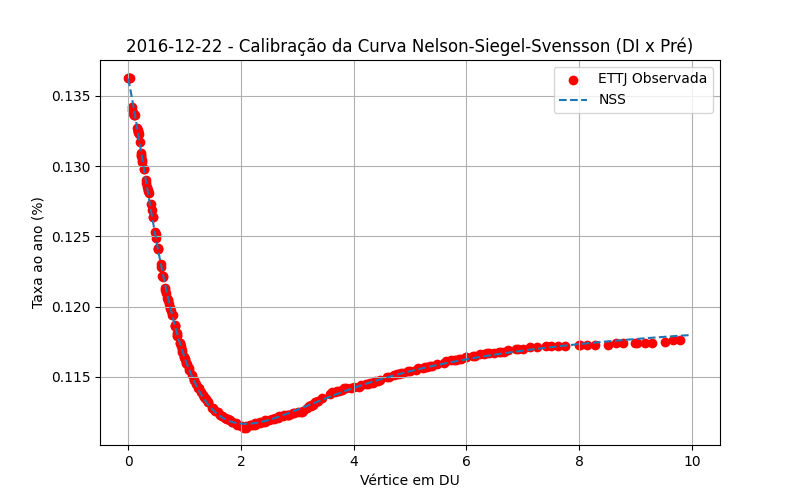 2016-12-22 - Calibração da Curva Nelson-Siegel-Svensson (DI x Pré)
ETTJ Observada
NSS
0.135
0.130
0.125
0.120
0.115
Taxa ao ano (%)
0 2 4 6 8 10
Vértice em DU